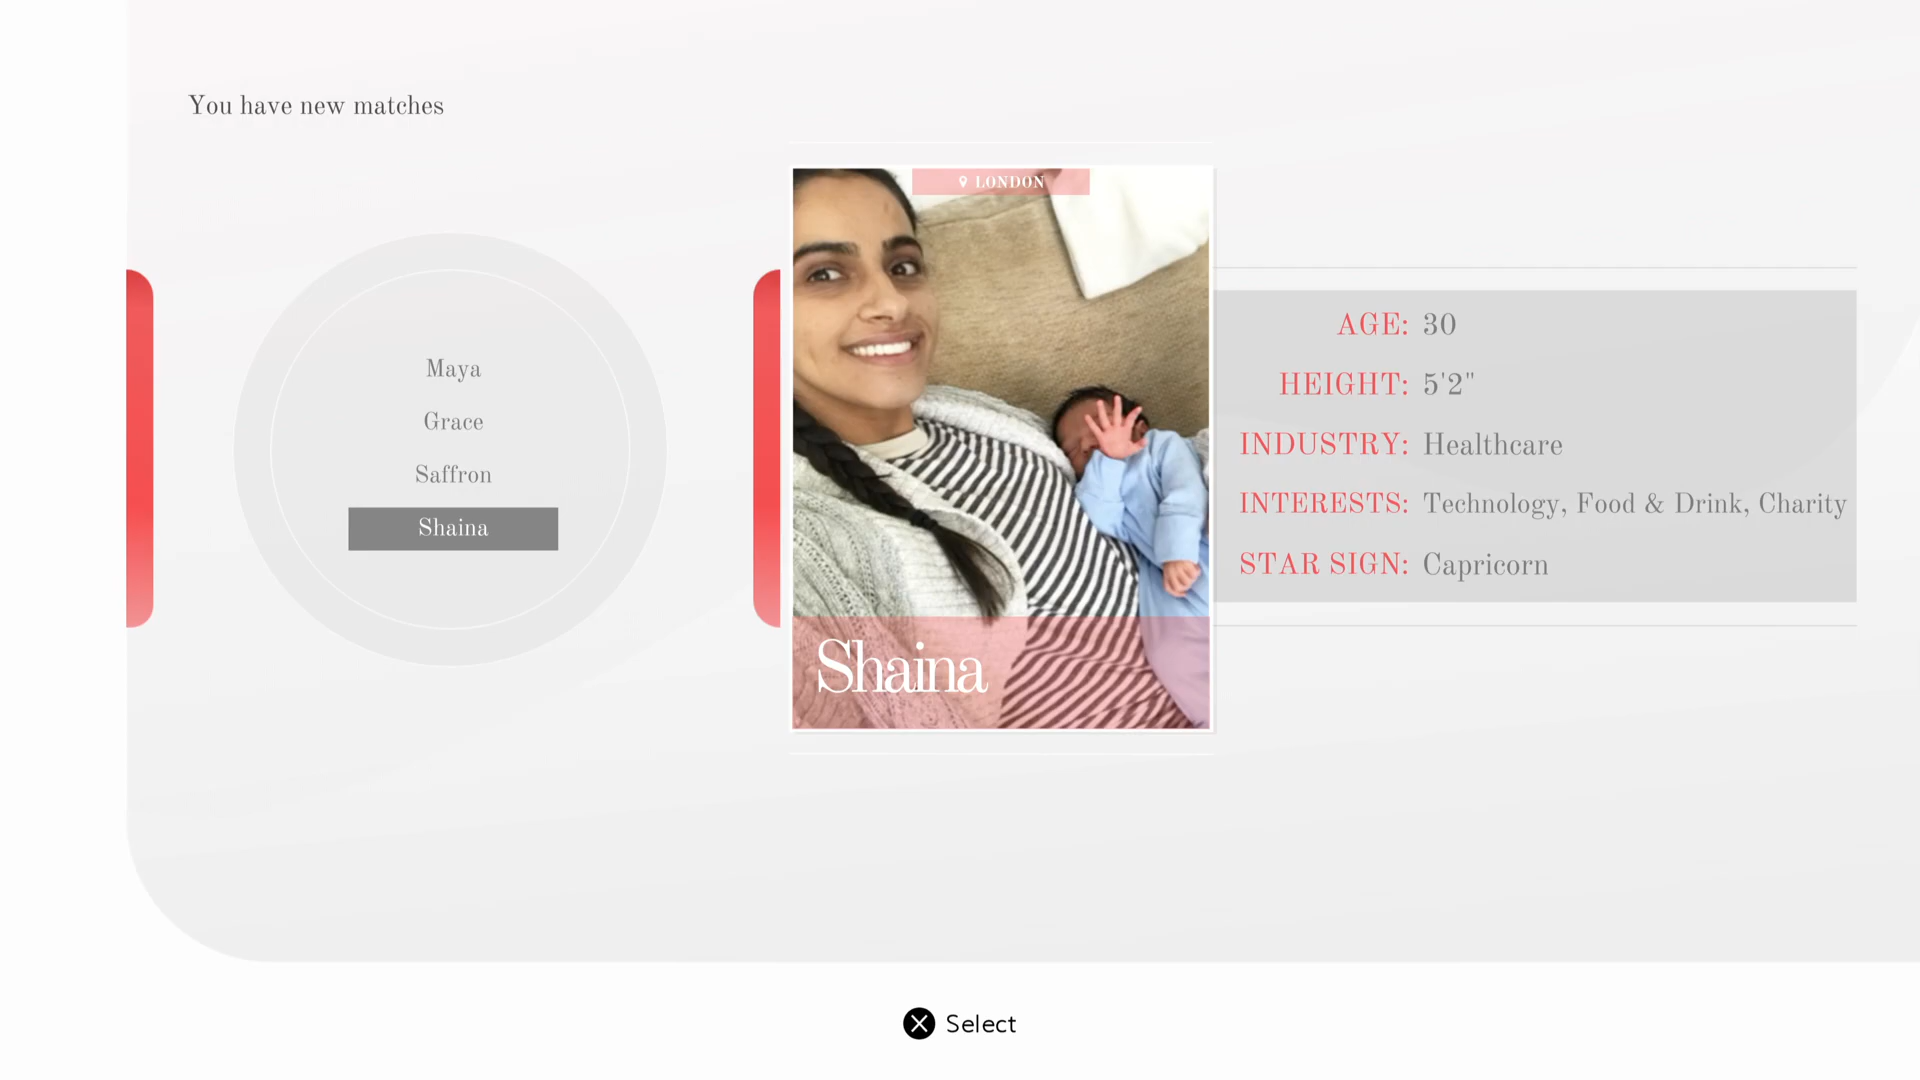 You have new matches
Maya
Grace
Saffron
Shaina
LONDON
Shaina
AGE: 30
HEIGHT: 5'2"
INDUSTRY: Healthcare
INTERESTS: Technology, Food & Drink, Charity
STAR SIGN: Capricorn
Select